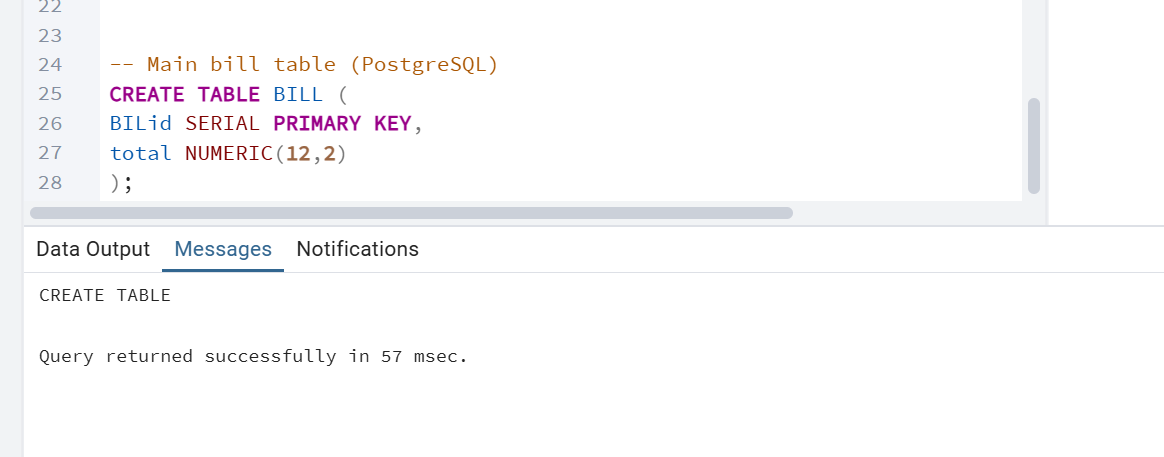 22
23
24 -- Main bill table (PostgreSQL)
25 CREATE TABLE BILL (
26 BILid SERIAL PRIMARY KEY,
27 total NUMERIC(12,2)
28 );
Data Output Messages Notifications
CREATE TABLE
Query returned successfully in 57 msec.